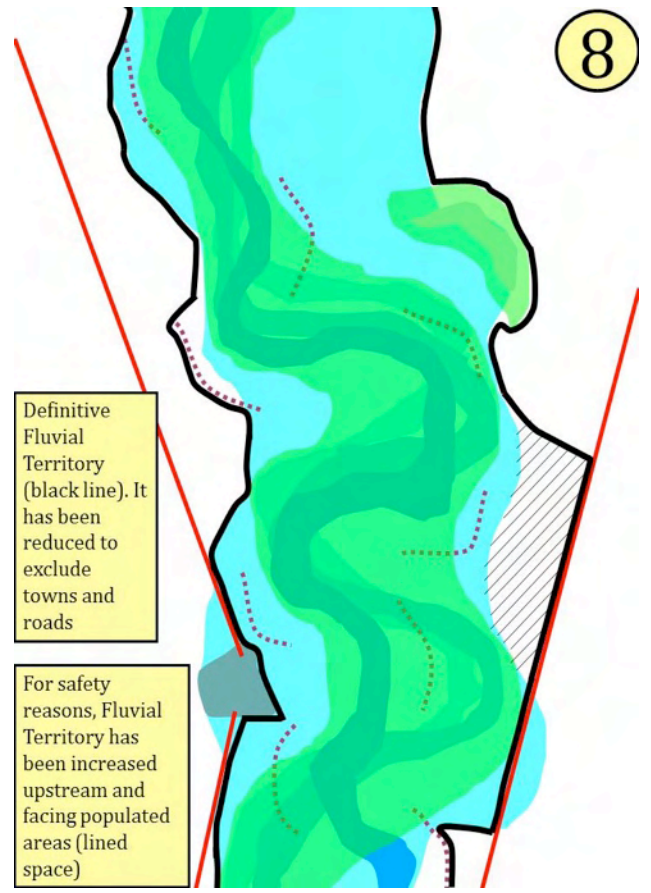 8
Definitive
Fluvial
Territory
(black line). It
has been
reduced to
exclude
towns and
roads
For safety
reasons, Fluvial
Territory has
been increased
upstream and
facing populated
areas (lined
space)